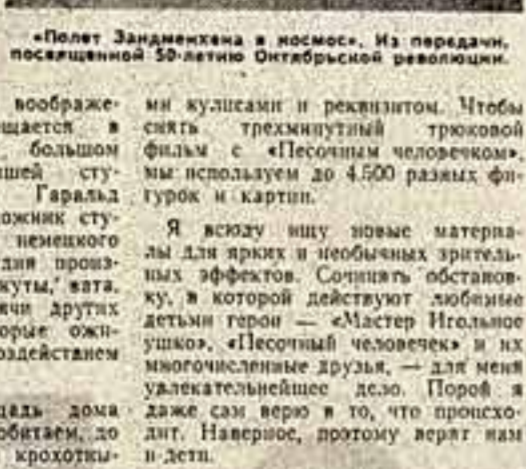 «Полет Зандменхена в космос». Из передачи,
посвященной 50-летию Октябрьской революции.
воображе-
ещается в
большом
шей сту-
Гаральд
ожник сту-
немецкого
дия произ-
куты, вата,
ячи других
орые ожи-
оздействием
щадь дома
обитаем, до
крохотны-
ми кулисами и реквизитом. Чтобы
снять трехминутный трюковой
фильм с «Песочным человечком»,
мы используем до 4.500 разных фи-
гурок и картин.
Я всюду ищу новые материа-
лы для ярких и необычных зритель-
ных эффектов. Сочинять обстанов-
ку, в которой действуют любимые
детьми герои — «Мастер Игольное
ушко», «Песочный человечек» и их
многочисленные друзья, — для меня
увлекательнейшее дело. Порой я
даже сам верю в то, что происхо-
дит. Наверное, поэтому верят нам
и дети.